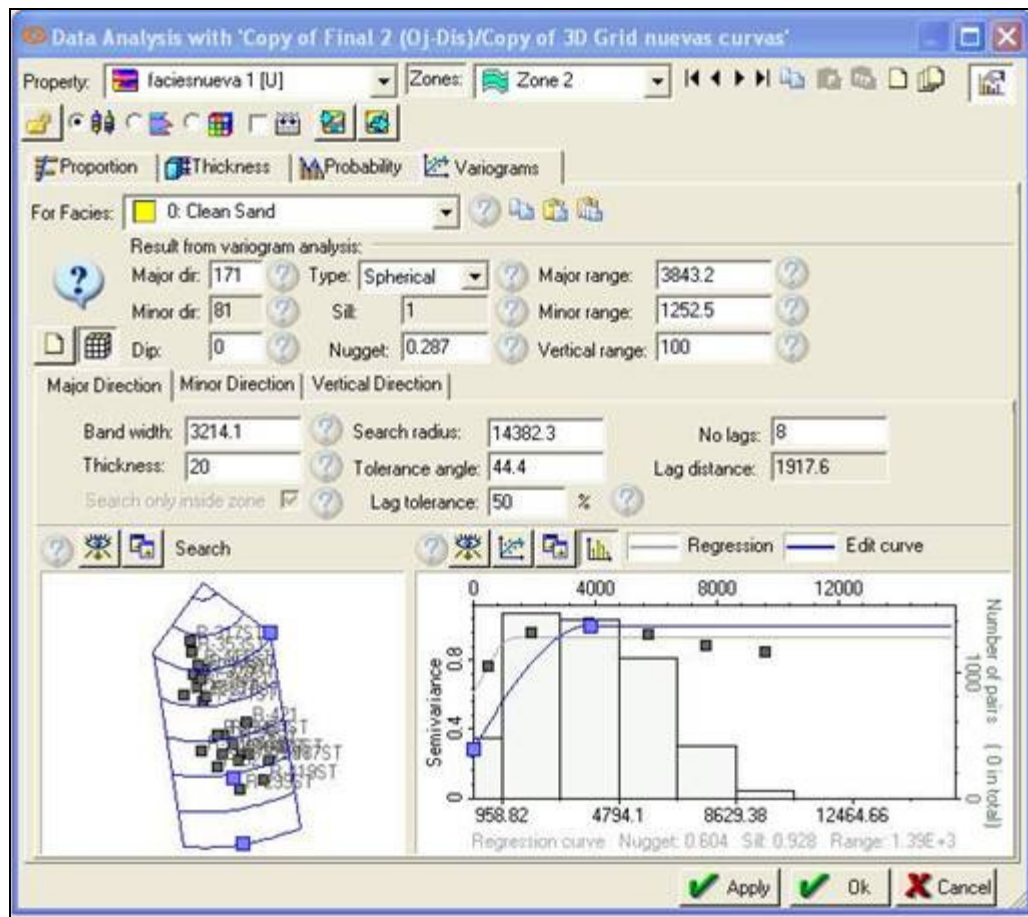 Data Analysis with 'Copy of Final 2 (Oj-Dis)/Copy of 3D Grid nuevas curvas'
Property: faciesnueva 1 [U] Zones: Zone 2
Proportion Thickness Probability Variograms
For Facies: 0: Clean Sand
Result from variogram analysis:
Major dir: 171 Type: Spherical Major range: 3843.2
Minor dir: 81 Sill: 1 Minor range: 1252.5
Dip: 0 Nugget: 0.287 Vertical range: 100
Major Direction Minor Direction Vertical Direction
Band width: 3214.1 Search radius: 14382.3 No lags: 8
Thickness: 20 Tolerance angle: 44.4 Lag distance: 1917.6
Search only inside zone Lag tolerance: 50 %
Search Regression Edit curve
0 4000 8000 12000
Semivariance
0 0.4 0.8
Number of pairs ( 0 in total)
0 1000
R-317ST
R-421
958.82 4794.1 8629.38 12464.66
Regression curve Nugget: 0.604 Sill: 0.928 Range: 1.39E+3
Apply Ok Cancel